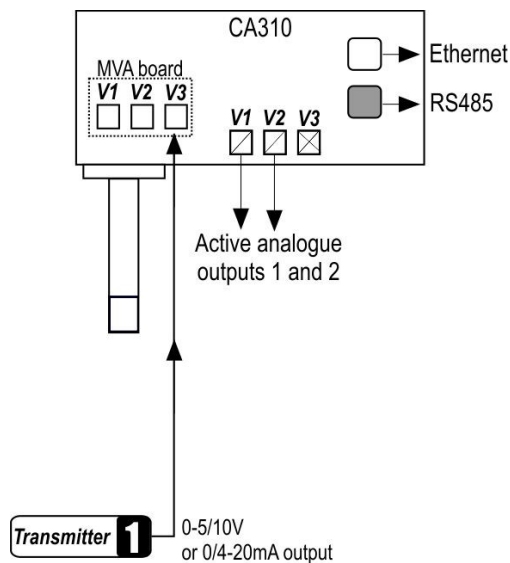 CA310
Ethernet
MVA board
V1 V2 V3
RS485
V1 V2 V3
Active analogue
outputs 1 and 2
Transmitter 1
0-5/10V
or 0/4-20mA output